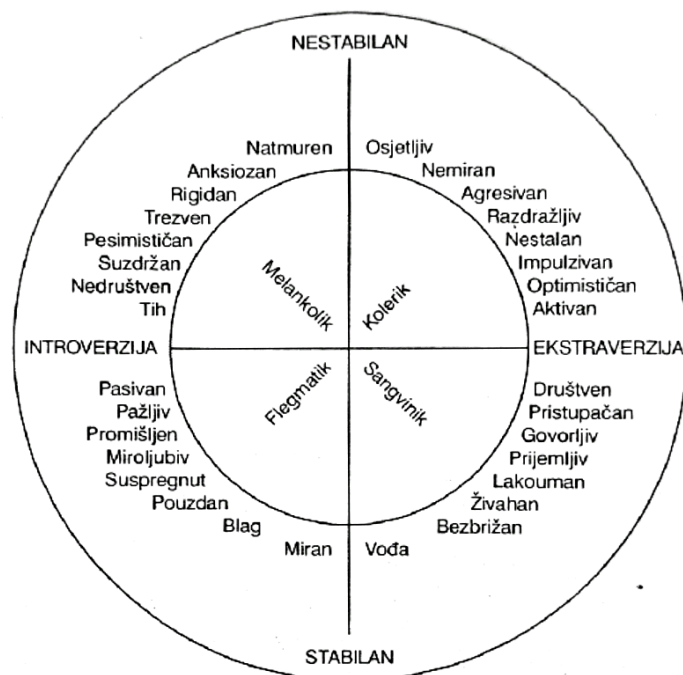 NESTABILAN
Natmuren
Anksiozan
Rigidan
Trezven
Pesimističan
Suzdržan
Nedruštven
Tih
Osjetljiv
Nemiran
Agresivan
Razdražljiv
Nestalan
Impulzivan
Optimističan
Aktivan
Melankolik
Kolerik
INTROVERZIJA
EKSTRAVERZIJA
Flegmatik
Sangvinik
Pasivan
Pažljiv
Promišljen
Miroljubiv
Suspregnut
Pouzdan
Blag
Miran
Društven
Pristupačan
Govorljiv
Prijemljiv
Lakouman
Živahan
Bezbrižan
Vođa
STABILAN